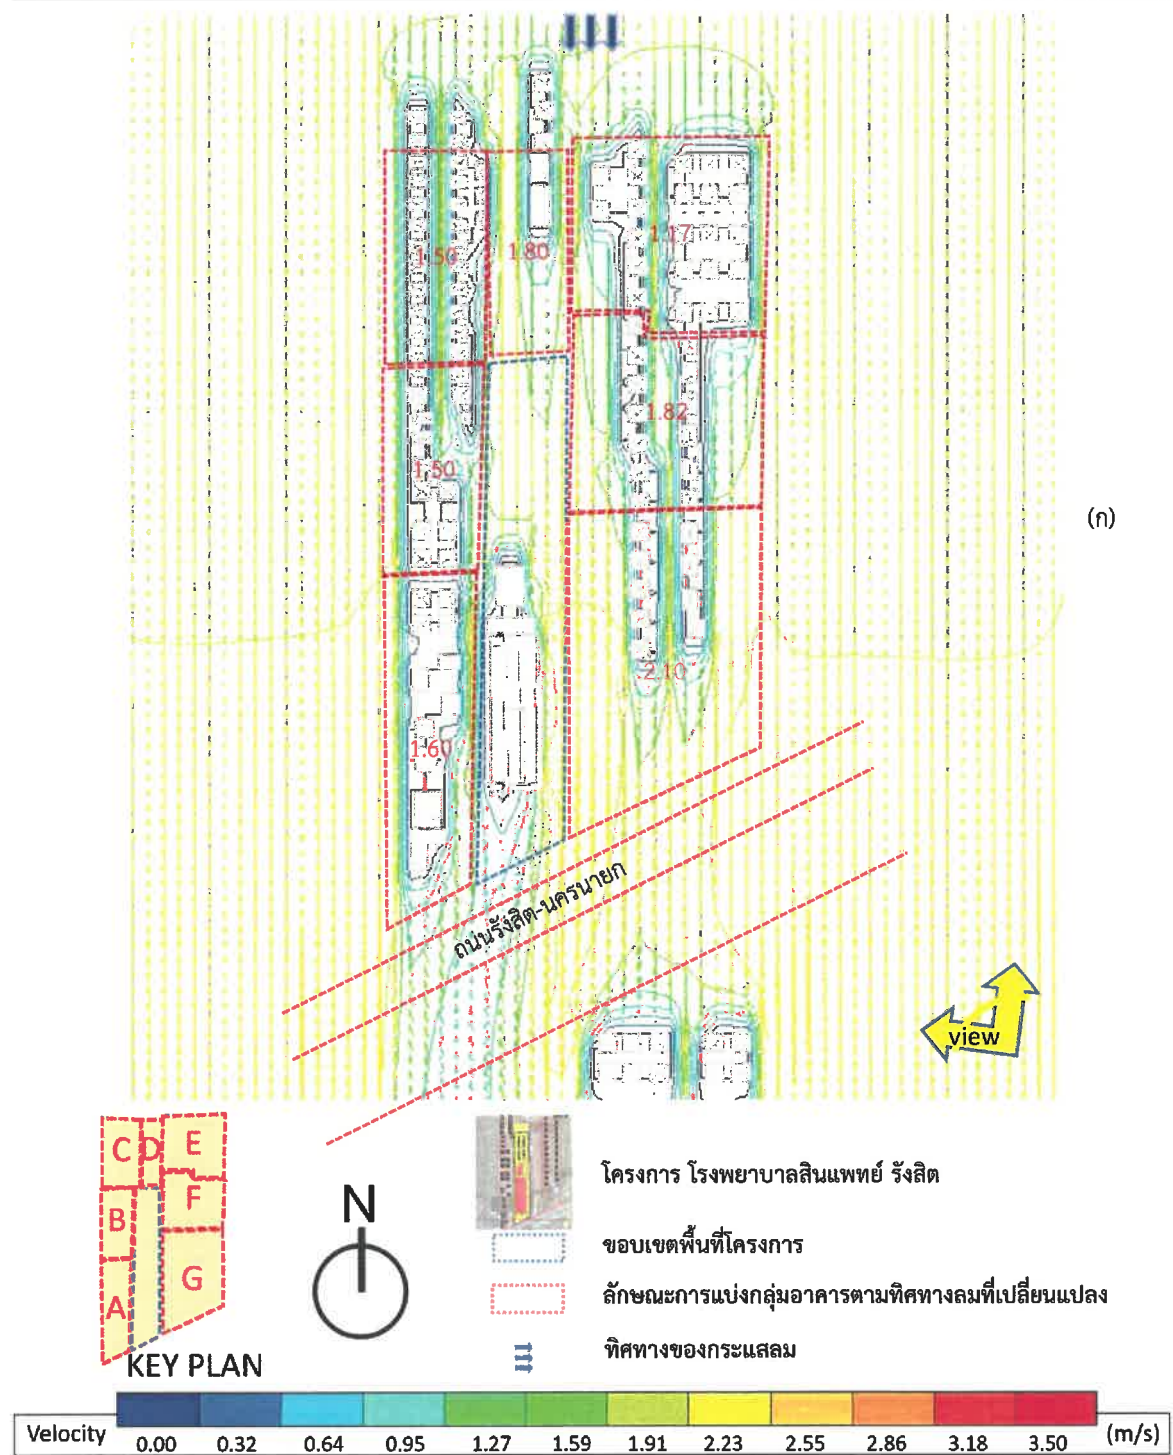 1.50
1.80
1.17
1.50
1.82
(ก)
2.10
1.60
ถนนรังสิต-นครนายก
view
C D E
B F
A G
KEY PLAN
N
โครงการ โรงพยาบาลสินแพทย์ รังสิต
ขอบเขตพื้นที่โครงการ
ลักษณะการแบ่งกลุ่มอาคารตามทิศทางลมที่เปลี่ยนแปลง
ทิศทางของกระแสลม
Velocity 0.00 0.32 0.64 0.95 1.27 1.59 1.91 2.23 2.55 2.86 3.18 3.50 (m/s)